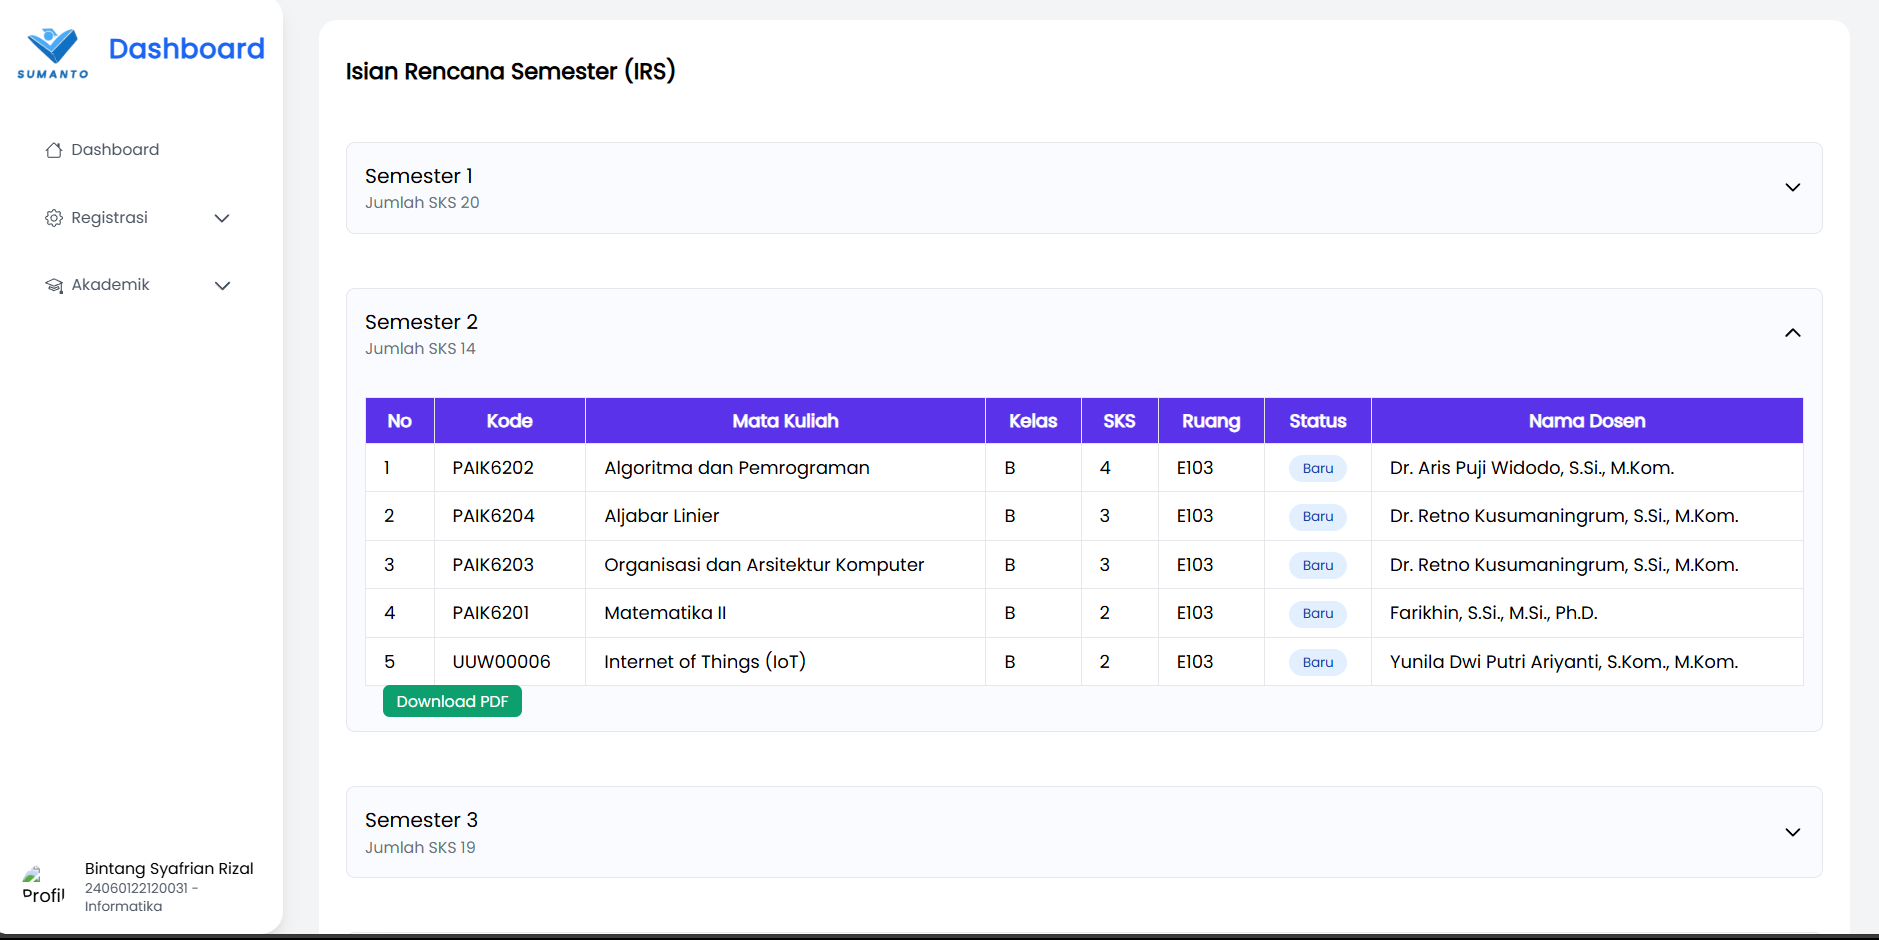 SUMANTO
Dashboard
Dashboard
Registrasi
Akademik
Bintang Syafrian Rizal
24060122120031 -
Informatika
Profil
Isian Rencana Semester (IRS)
Semester 1
Jumlah SKS 20
Semester 2
Jumlah SKS 14
No Kode Mata Kuliah Kelas SKS Ruang Status Nama Dosen
1 PAIK6202 Algoritma dan Pemrograman B 4 E103 Baru Dr. Aris Puji Widodo, S.Si., M.Kom.
2 PAIK6204 Aljabar Linier B 3 E103 Baru Dr. Retno Kusumaningrum, S.Si., M.Kom.
3 PAIK6203 Organisasi dan Arsitektur Komputer B 3 E103 Baru Dr. Retno Kusumaningrum, S.Si., M.Kom.
4 PAIK6201 Matematika II B 2 E103 Baru Farikhin, S.Si., M.Si., Ph.D.
5 UUW00006 Internet of Things (IoT) B 2 E103 Baru Yunila Dwi Putri Ariyanti, S.Kom., M.Kom.
Download PDF
Semester 3
Jumlah SKS 19